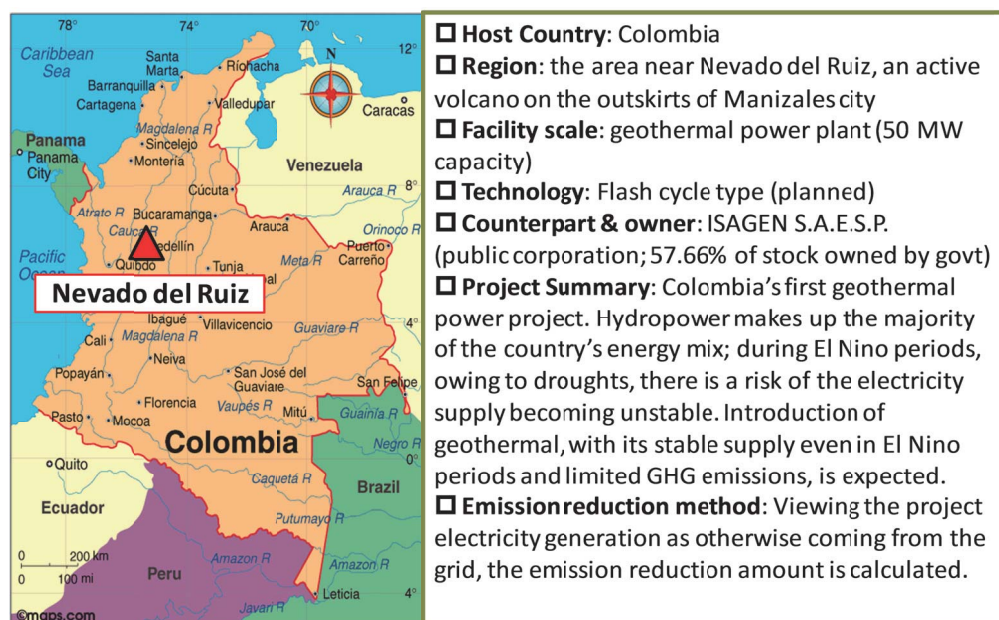 78°
74°
70°
Caribbean
Sea
Santa
Marta
Ríohacha
N
12°
Barranquilla
Cartagena
Valledupar
Caracas
Magdalena R
Sincelejo
Montería
Panama
Panama
City
Venezuela
Cúcuta
8°
Arauca R
Atrato R
Bucaramanga
Arauca
Orinoco R
Cauca R
Puerto
Carreño
Pacific
Meta R
Quibdo
Tunja
Nevado del Ruiz
Ibagué
Villavicencio
4°
Magdalena R
Guaviare R
Cali
Neiva
San José del
Guaviare
San Felipe
Popayán
Florencia
Vaupés R
Mitú
Guainía R
Pasto
Mocoa
Colombia
Negro R
0°
Quito
Caquetá R
Brazil
Ecuador
Putumayo R
0 200 km
0 100 mi
Peru
Amazon R
Amazon R
Leticia
4°
Javari R
©maps.com
☐ Host Country: Colombia
☐ Region: the area near Nevado del Ruiz, an active
volcano on the outskirts of Manizales city
☐ Facility scale: geothermal power plant (50 MW
capacity)
☐ Technology: Flash cycle type (planned)
☐ Counterpart & owner: ISAGEN S.A.E.S.P.
(public corporation; 57.66% of stock owned by govt)
☐ Project Summary: Colombia's first geothermal
power project. Hydropower makes up the majority
of the country's energy mix; during El Nino periods,
owing to droughts, there is a risk of the electricity
supply becoming unstable. Introduction of
geothermal, with its stable supply even in El Nino
periods and limited GHG emissions, is expected.
☐ Emission reduction method: Viewing the project
electricity generation as otherwise coming from the
grid, the emission reduction amount is calculated.